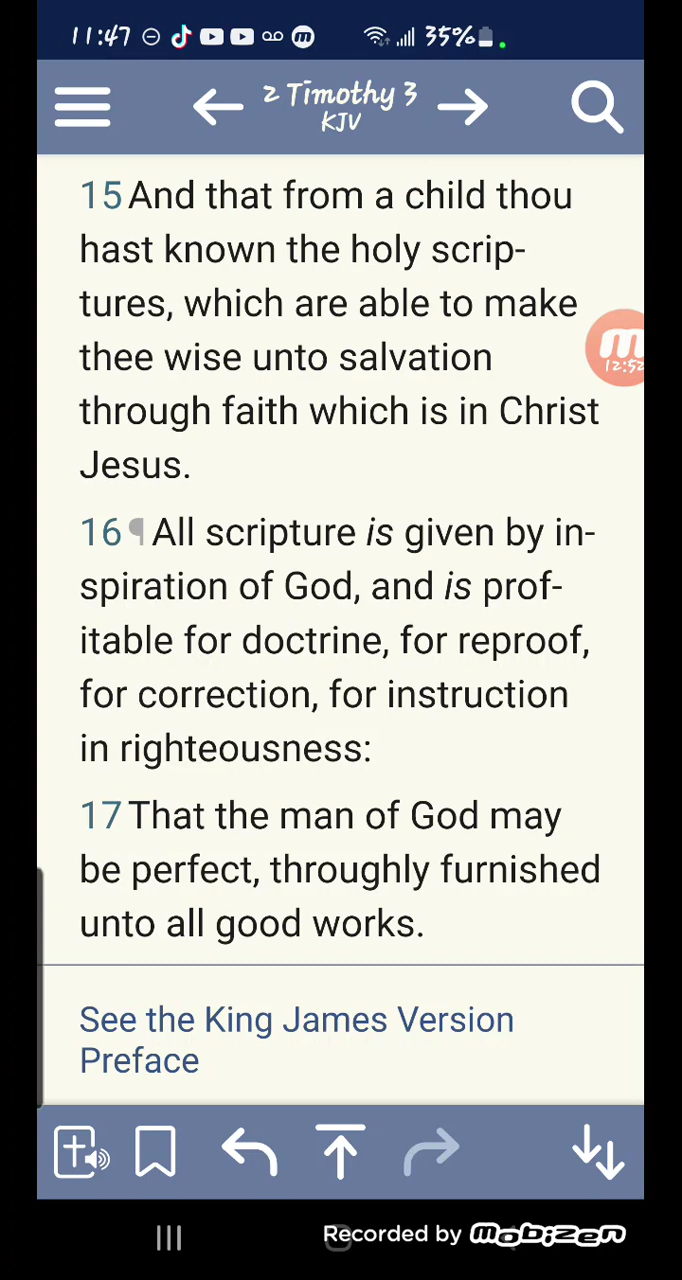 11:47 35%
2 Timothy 3
KJV
15 And that from a child thou
hast known the holy scrip-
tures, which are able to make
thee wise unto salvation
through faith which is in Christ
Jesus.
m
12:52
16 ¶ All scripture is given by in-
spiration of God, and is prof-
itable for doctrine, for reproof,
for correction, for instruction
in righteousness:
17 That the man of God may
be perfect, throughly furnished
unto all good works.
See the King James Version
Preface
Recorded by mobizen